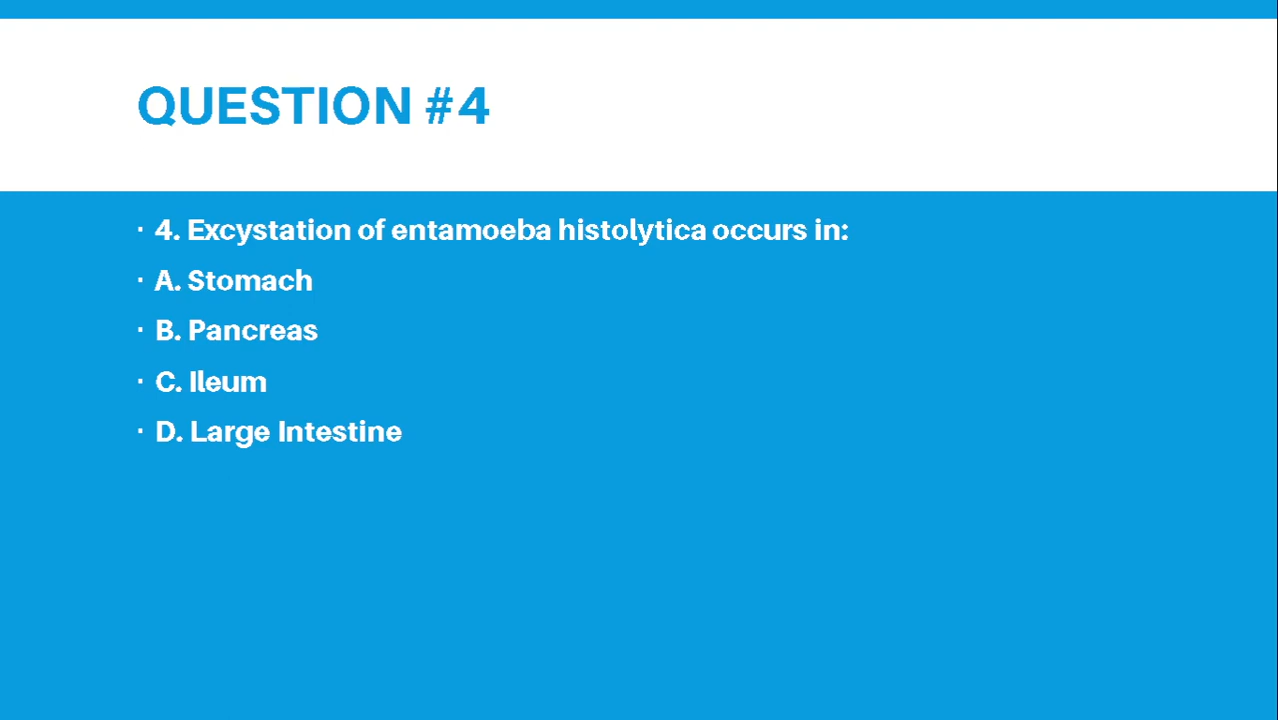 QUESTION #4
· 4. Excystation of entamoeba histolytica occurs in:
· A. Stomach
· B. Pancreas
· C. Ileum
· D. Large Intestine